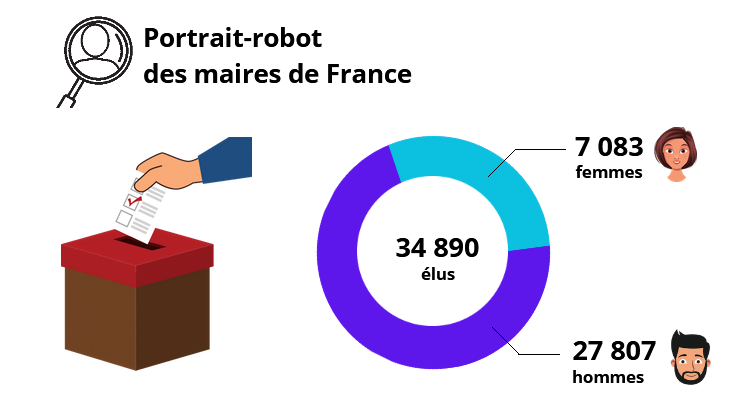 Portrait-robot
des maires de France
7 083
femmes
34 890
élus
27 807
hommes